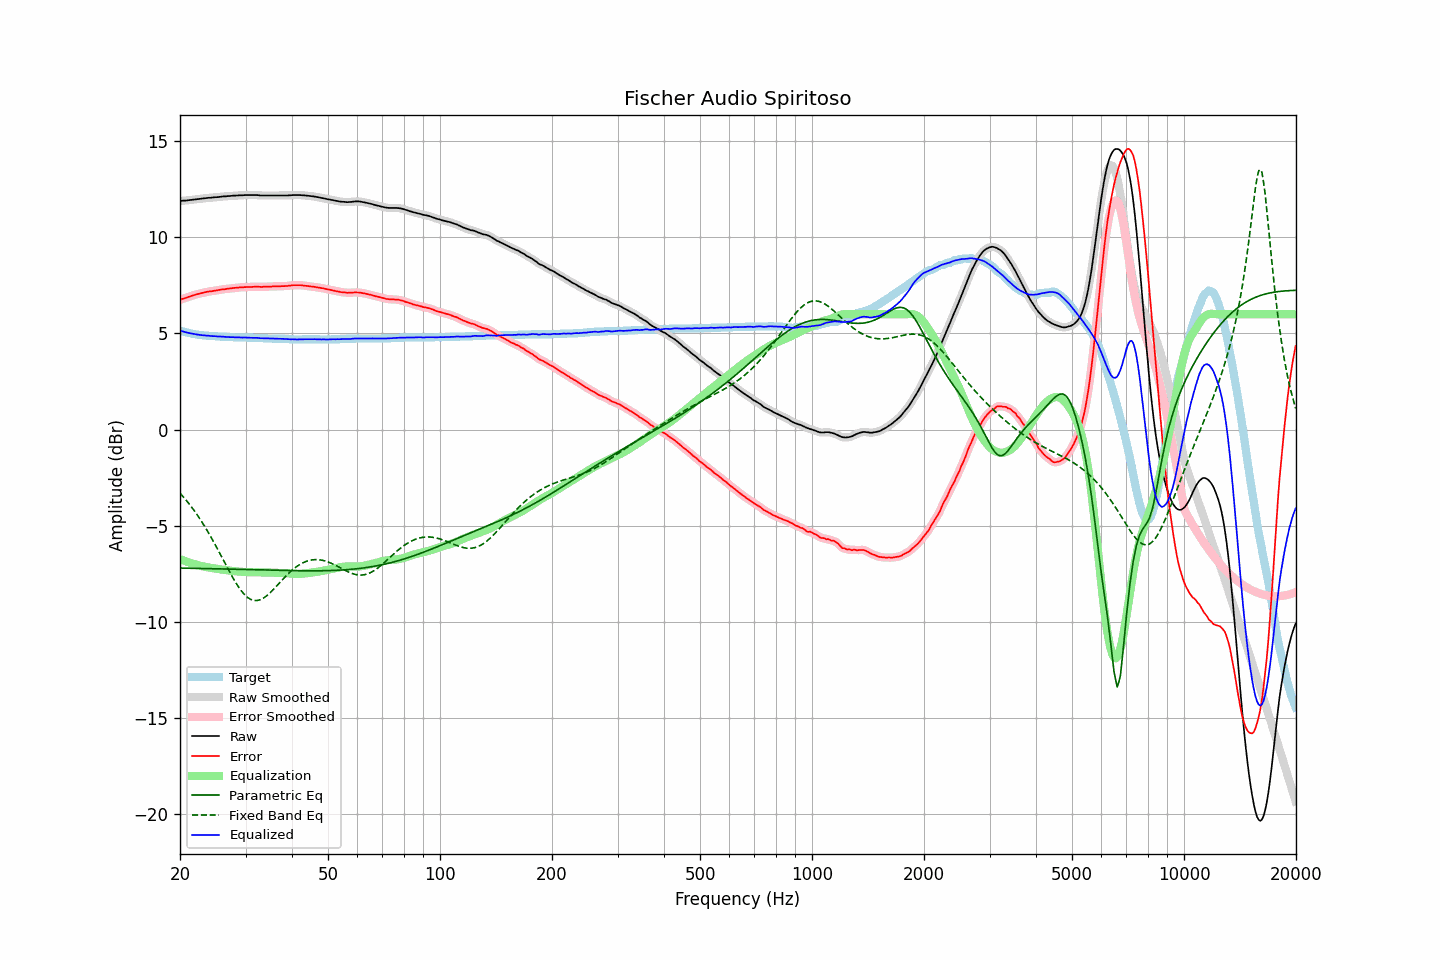 Fischer Audio Spiritoso
15
10
5
0
−5
−10
−15
−20
Amplitude (dBr)
Target
Raw Smoothed
Error Smoothed
Raw
Error
Equalization
Parametric Eq
Fixed Band Eq
Equalized
20 50 100 200 500 1000 2000 5000 10000 20000
Frequency (Hz)